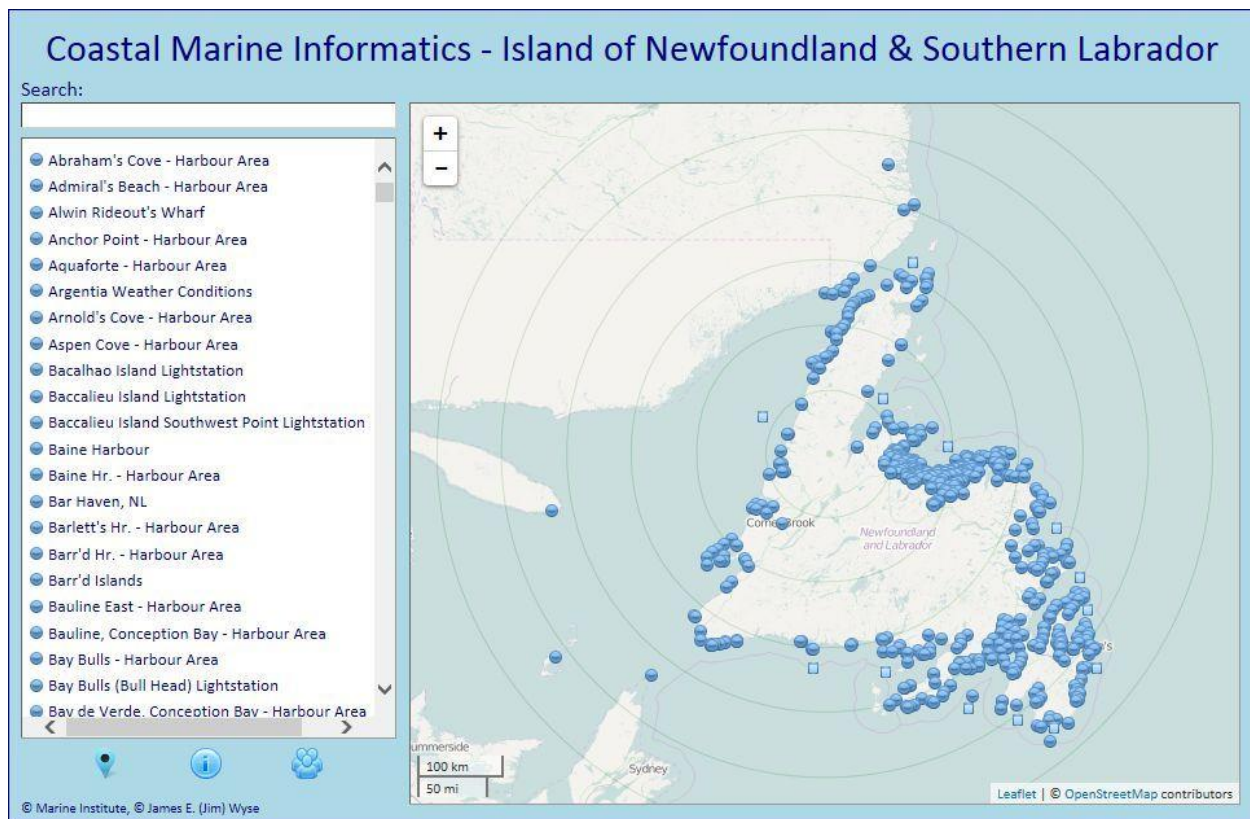 Coastal Marine Informatics - Island of Newfoundland & Southern Labrador
Search:
Abraham's Cove - Harbour Area
Admiral's Beach - Harbour Area
Alwin Rideout's Wharf
Anchor Point - Harbour Area
Aquaforte - Harbour Area
Argentia Weather Conditions
Arnold's Cove - Harbour Area
Aspen Cove - Harbour Area
Bacalhao Island Lightstation
Baccalieu Island Lightstation
Baccalieu Island Southwest Point Lightstation
Baine Harbour
Baine Hr. - Harbour Area
Bar Haven, NL
Barlett's Hr. - Harbour Area
Barr'd Hr. - Harbour Area
Barr'd Islands
Bauline East - Harbour Area
Bauline, Conception Bay - Harbour Area
Bay Bulls - Harbour Area
Bay Bulls (Bull Head) Lightstation
Bay de Verde, Conception Bay - Harbour Area
© Marine Institute, © James E. (Jim) Wyse
+
−
Corner Brook
Newfoundland
and Labrador
's
ummerside
Sydney
100 km
50 mi
Leaflet | © OpenStreetMap contributors